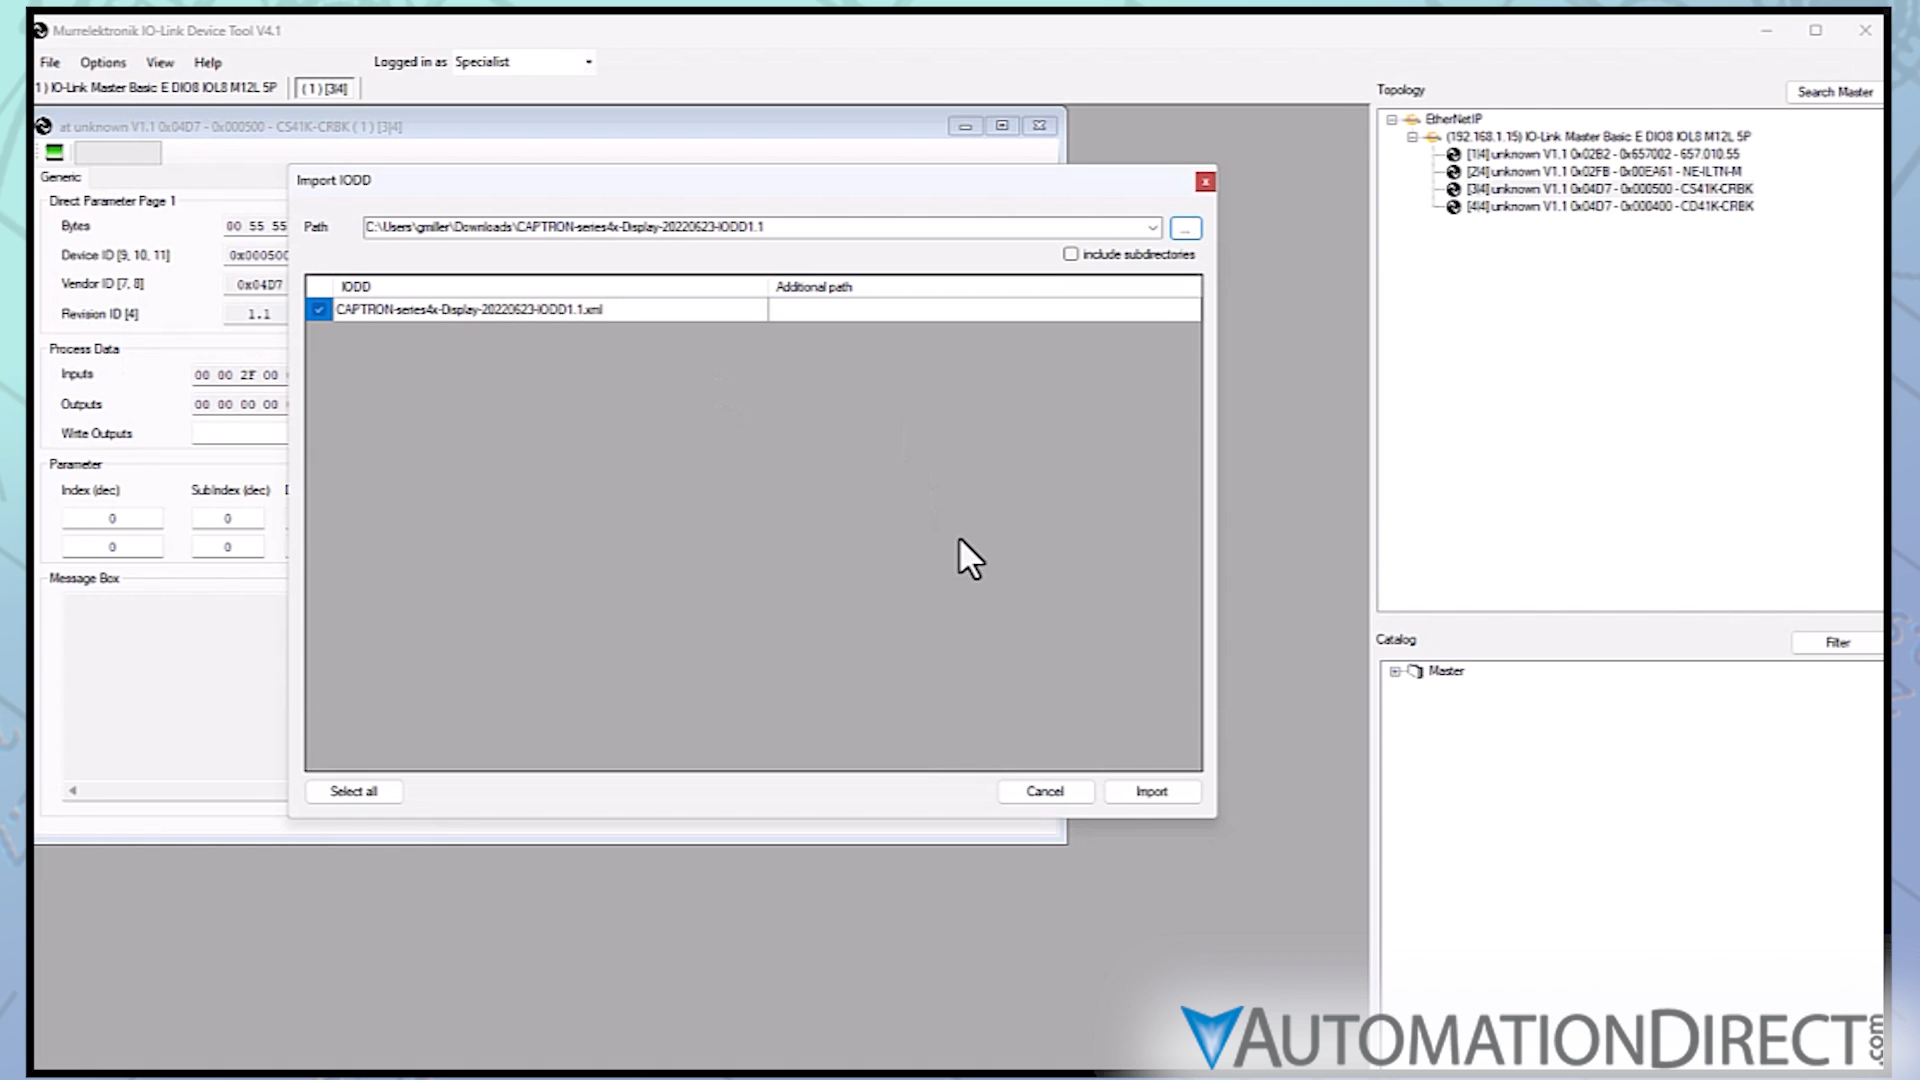 Murrelektronik IO-Link Device Tool V4.1
File Options View Help
Logged in as Specialist
1 ) IO-Link Master Basic E DIO8 IOL8 M12L 5P
( 1 ) [3|4]
at unknown V1.1 0x04D7 - 0x000500 - CS41K-CRBK ( 1 ) [3|4]
Generic
Direct Parameter Page 1
Bytes 00 55 55
Device ID [9, 10, 11] 0x000500
Vendor ID [7, 8] 0x04D7
Revision ID [4] 1.1
Process Data
Inputs 00 00 2F 00
Outputs 00 00 00 00
Write Outputs
Parameter
Index (dec) SubIndex (dec)
0 0
0 0
Message Box
Import IODD
x
Path C:\Users\gmiller\Downloads\CAPTRON-series4x-Display-20220623-IODD1.1
...
include subdirectories
IODD Additional path
CAPTRON-series4x-Display-20220623-IODD1.1.xml
Select all Cancel Import
Topology
Search Master
EtherNetIP
(192.168.1.15) IO-Link Master Basic E DIO8 IOL8 M12L 5P
[1|4] unknown V1.1 0x02B2 - 0x657002 - 657.010.55
[2|4] unknown V1.1 0x02FB - 0x00EA61 - NE-ILTN-M
[3|4] unknown V1.1 0x04D7 - 0x000500 - CS41K-CRBK
[4|4] unknown V1.1 0x04D7 - 0x000400 - CD41K-CRBK
Catalog
Filter
Master
AUTOMATIONDIRECT.com